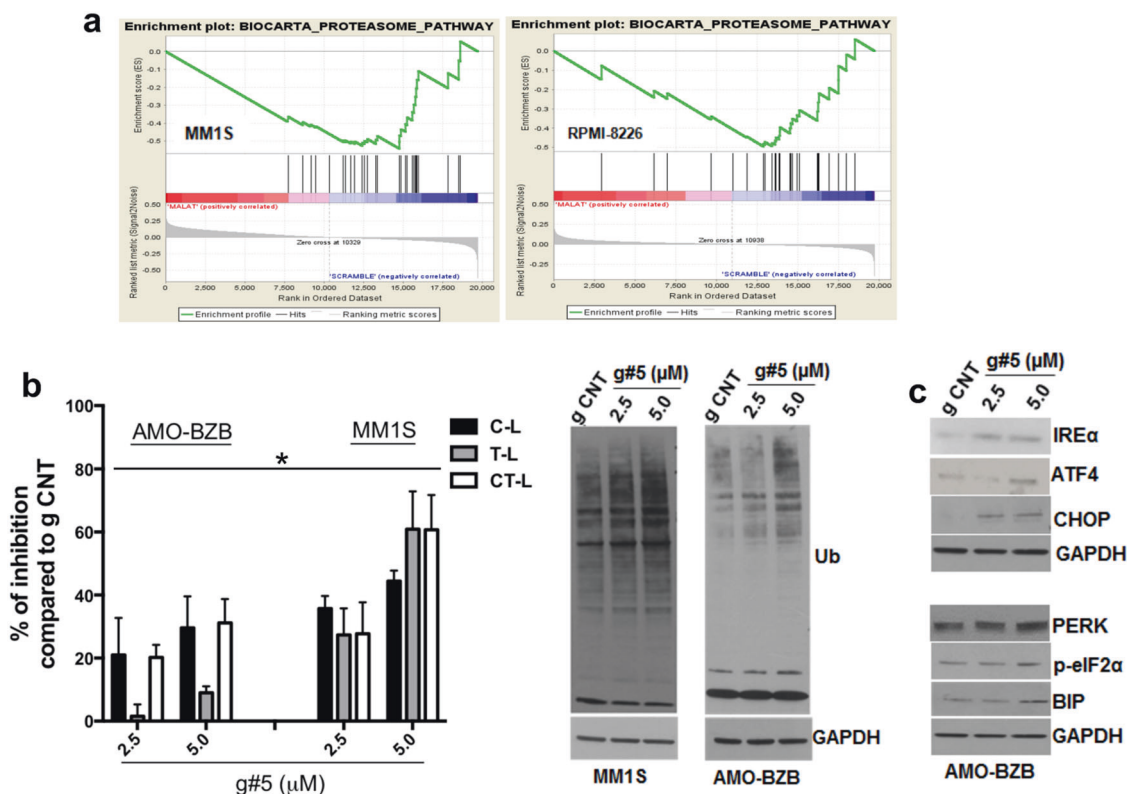 a
Enrichment plot: BIOCARTA_PROTEASOME_PATHWAY
Enrichment score (ES)
0.0
-0.1
-0.2
-0.3
-0.4
-0.5
MM1S
Ranked list metric (Signal2Noise)
0.50
0.25
0.00
-0.25
-0.50
'MALAT' (positively correlated)
Zero cross at 10329
'SCRAMBLE' (negatively correlated)
0
2,500
5,000
7,500
10,000
12,500
15,000
17,500
20,000
Rank in Ordered Dataset
Enrichment profile
Hits
Ranking metric scores
Enrichment plot: BIOCARTA_PROTEASOME_PATHWAY
Enrichment score (ES)
0.0
-0.1
-0.2
-0.3
-0.4
-0.5
RPMI-8226
Ranked list metric (Signal2Noise)
0.50
0.25
0.00
-0.25
'MALAT' (positively correlated)
Zero cross at 10938
'SCRAMBLE' (negatively correlated)
0
2,500
5,000
7,500
10,000
12,500
15,000
17,500
20,000
Rank in Ordered Dataset
Enrichment profile
Hits
Ranking metric scores
b
% of inhibition
compared to g CNT
100
80
60
40
20
0
AMO-BZB
MM1S
*
C-L
T-L
CT-L
2.5
5.0
2.5
5.0
g#5 (µM)
g CNT
g#5 (µM)
2.5
5.0
g CNT
g#5 (µM)
2.5
5.0
Ub
GAPDH
MM1S
AMO-BZB
c
g CNT
g#5 (µM)
2.5
5.0
IREα
ATF4
CHOP
GAPDH
PERK
p-eIF2α
BIP
GAPDH
AMO-BZB